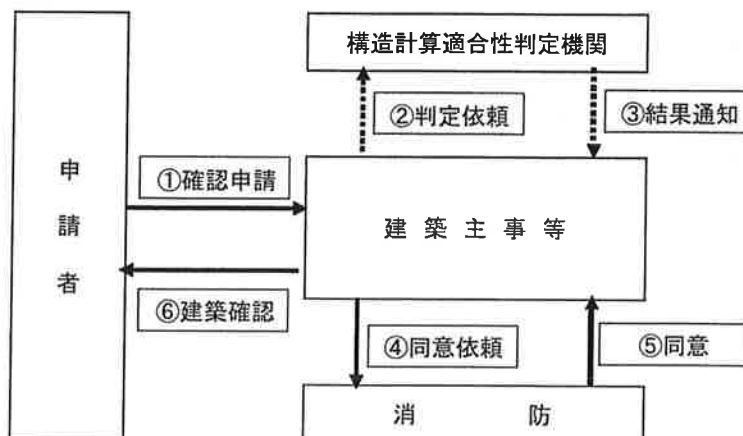 構造計算適合性判定機関
②判定依頼
③結果通知
申請者
①確認申請
建築主事等
⑥建築確認
④同意依頼
⑤同意
消防